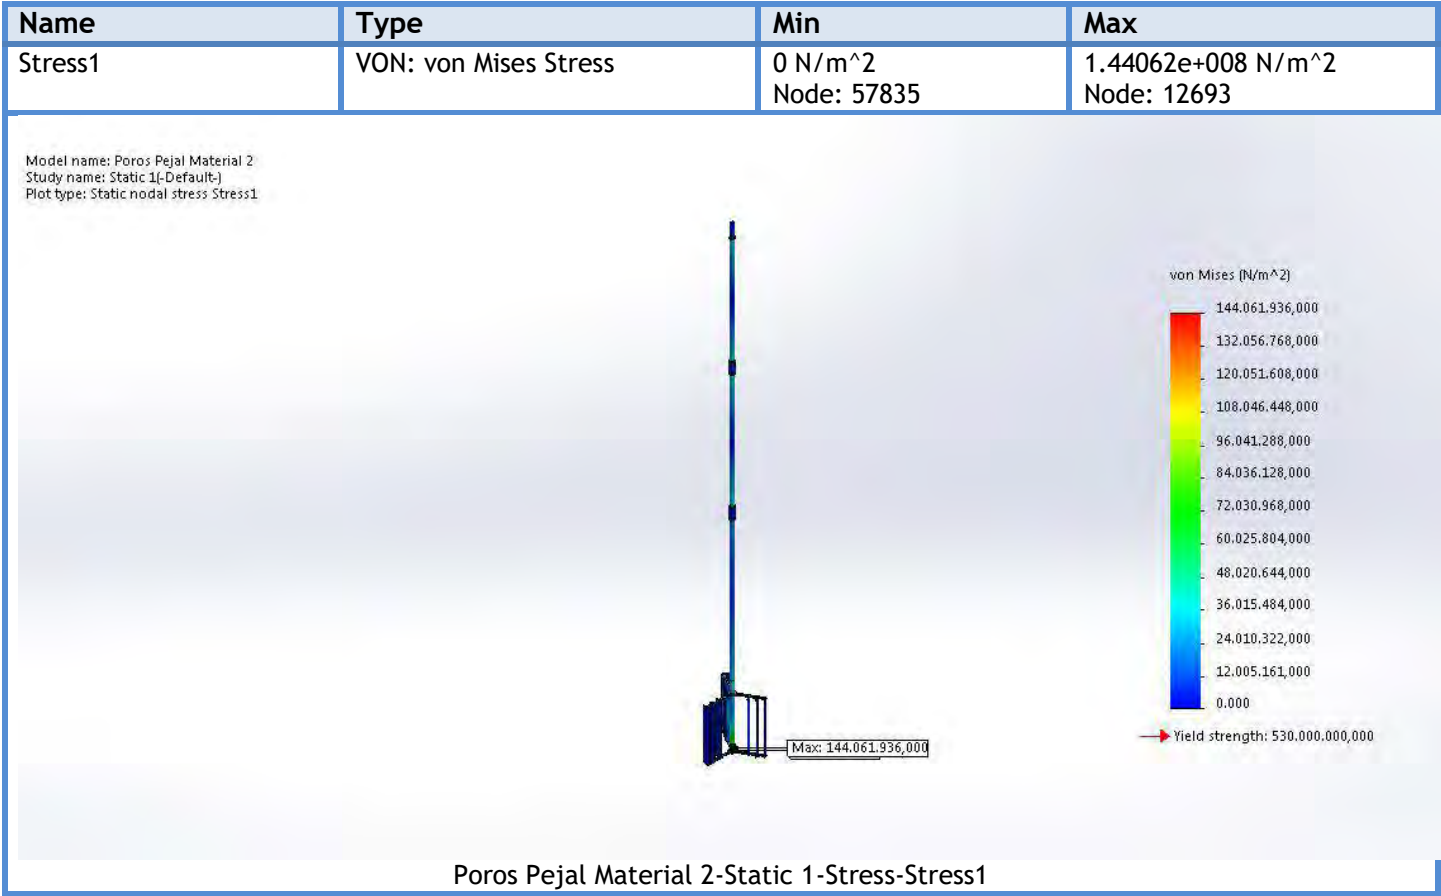 Name Type Min Max
Stress1 VON: von Mises Stress 0 N/m^2 1.44062e+008 N/m^2
Node: 57835 Node: 12693
Model name: Poros Pejal Material 2
Study name: Static 1(-Default-)
Plot type: Static nodal stress Stress1
von Mises (N/m^2)
144.061.936,000
132.056.768,000
120.051.608,000
108.046.448,000
96.041.288,000
84.036.128,000
72.030.968,000
60.025.804,000
48.020.644,000
36.015.484,000
24.010.322,000
12.005.161,000
0.000
Yield strength: 530.000.000,000
Max: 144.061.936,000
Poros Pejal Material 2-Static 1-Stress-Stress1